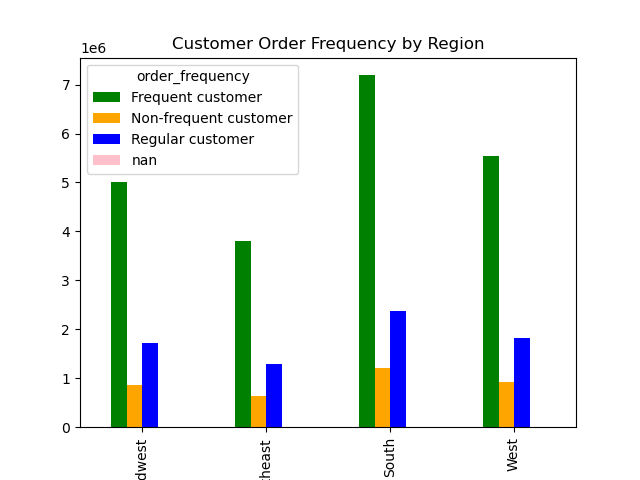 Customer Order Frequency by Region
1e6
order_frequency
Frequent customer
Non-frequent customer
Regular customer
nan
7
6
5
4
3
2
1
0
dwest
heast
South
West